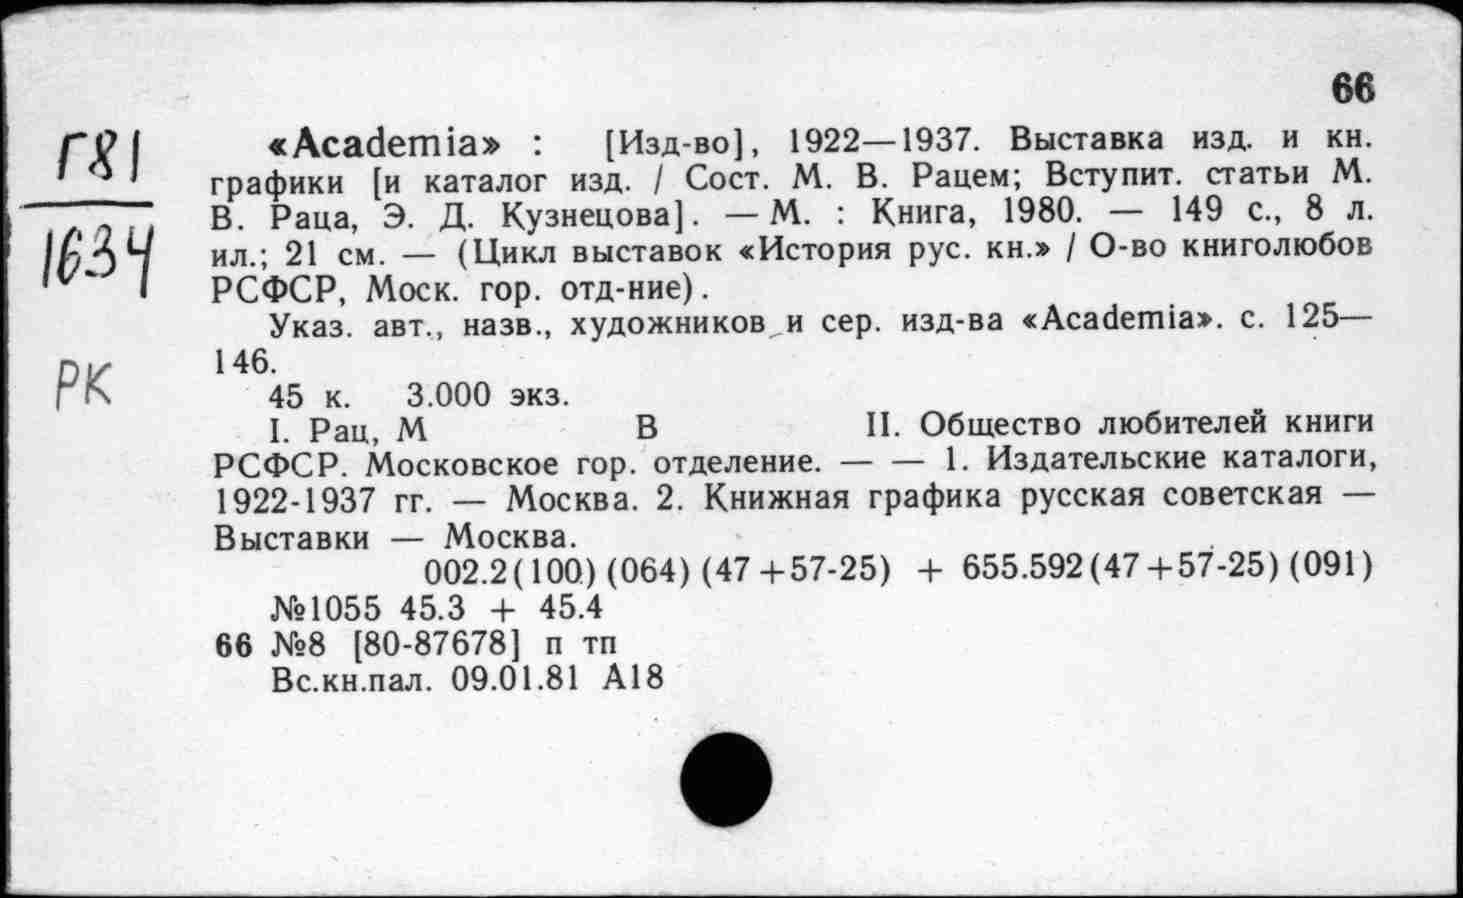 66
Г81
1634
РК
«Academia» : [Изд-во], 1922—1937. Выставка изд. и кн.
графики [и каталог изд. / Сост. М. В. Рацем; Вступит. статьи М.
В. Раца, Э. Д. Кузнецова]. — М. : Книга, 1980. — 149 с., 8 л.
ил.; 21 см. — (Цикл выставок «История рус. кн.» / О-во книголюбов
РСФСР, Моск. гор. отд-ние).
Указ. авт., назв., художников и сер. изд-ва «Academia». с. 125—
146.
45 к. 3.000 экз.
I. Рац, М В II. Общество любителей книги
РСФСР. Московское гор. отделение. — — 1. Издательские каталоги,
1922-1937 гг. — Москва. 2. Книжная графика русская советская —
Выставки — Москва.
002.2(100)(064)(47+57-25) + 655.592(47+57-25)(091)
№1055 45.3 + 45.4
66 №8 [80-87678] п тп
Вс.кн.пал. 09.01.81 А18